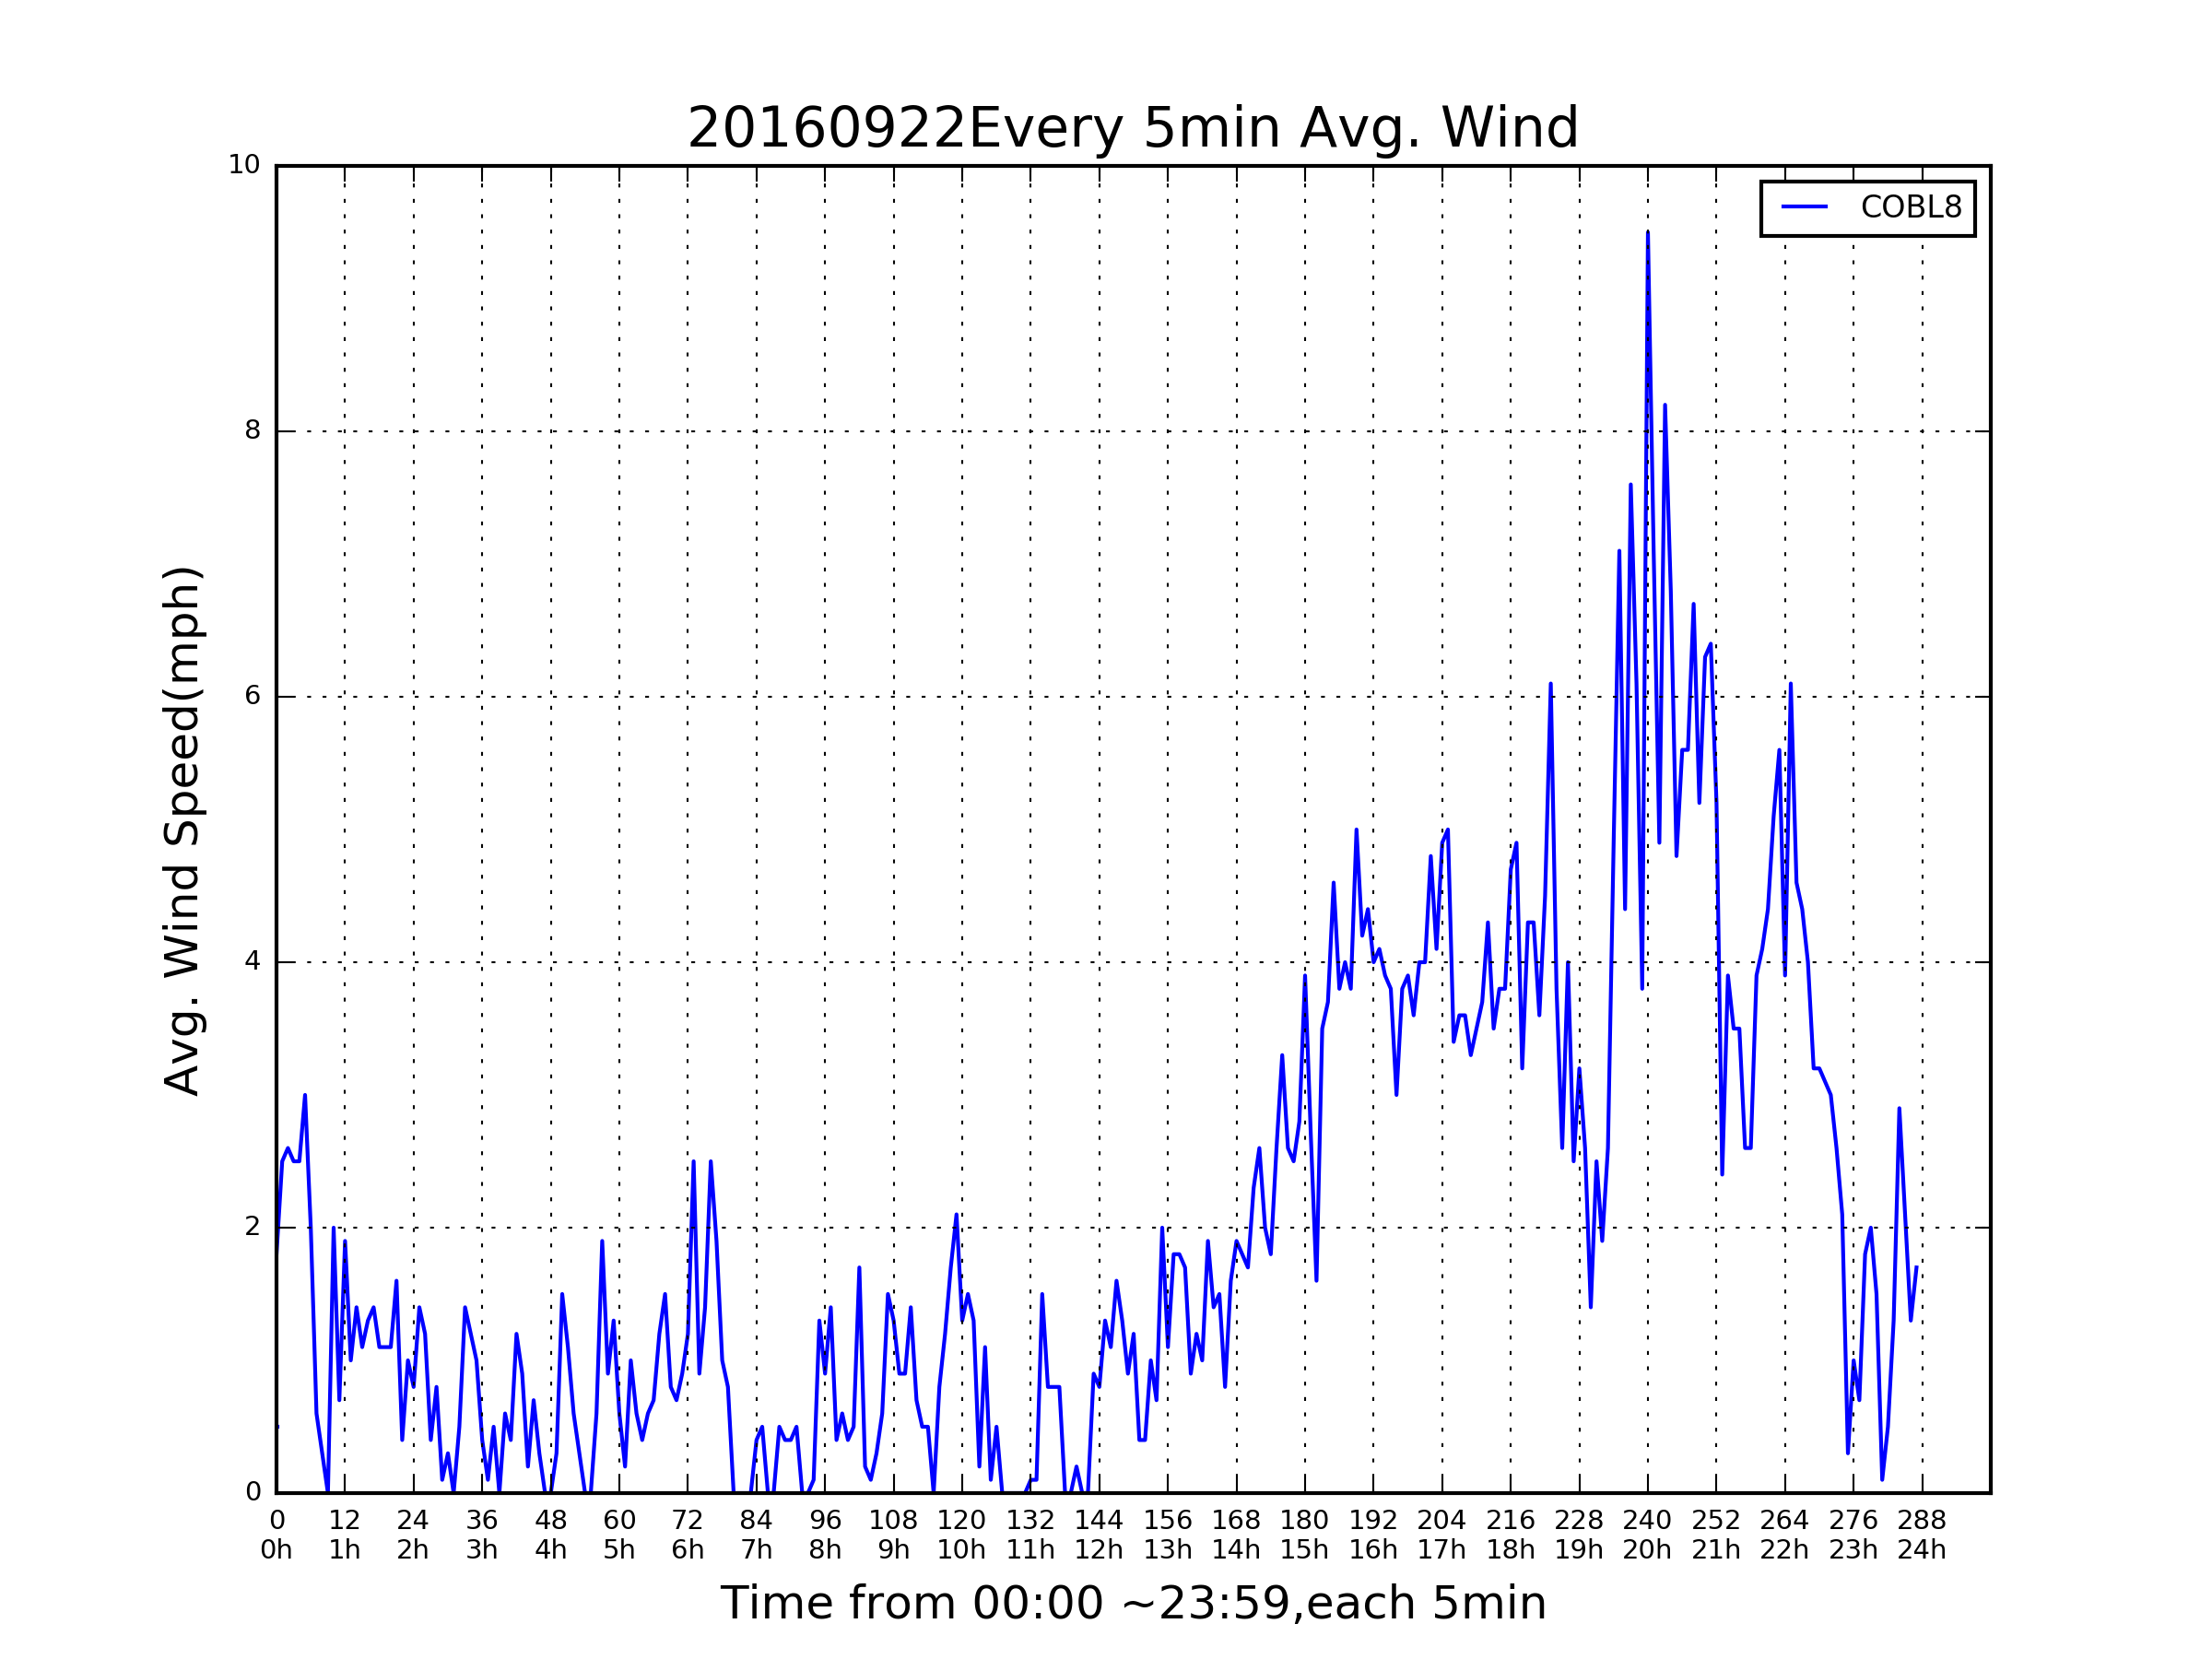 20160922Every 5min Avg. Wind
COBL8
10
8
6
4
2
0
Avg. Wind Speed(mph)
0 12 24 36 48 60 72 84 96 108 120 132 144 156 168 180 192 204 216 228 240 252 264 276 288
0h 1h 2h 3h 4h 5h 6h 7h 8h 9h 10h 11h 12h 13h 14h 15h 16h 17h 18h 19h 20h 21h 22h 23h 24h
Time from 00:00 ~23:59,each 5min